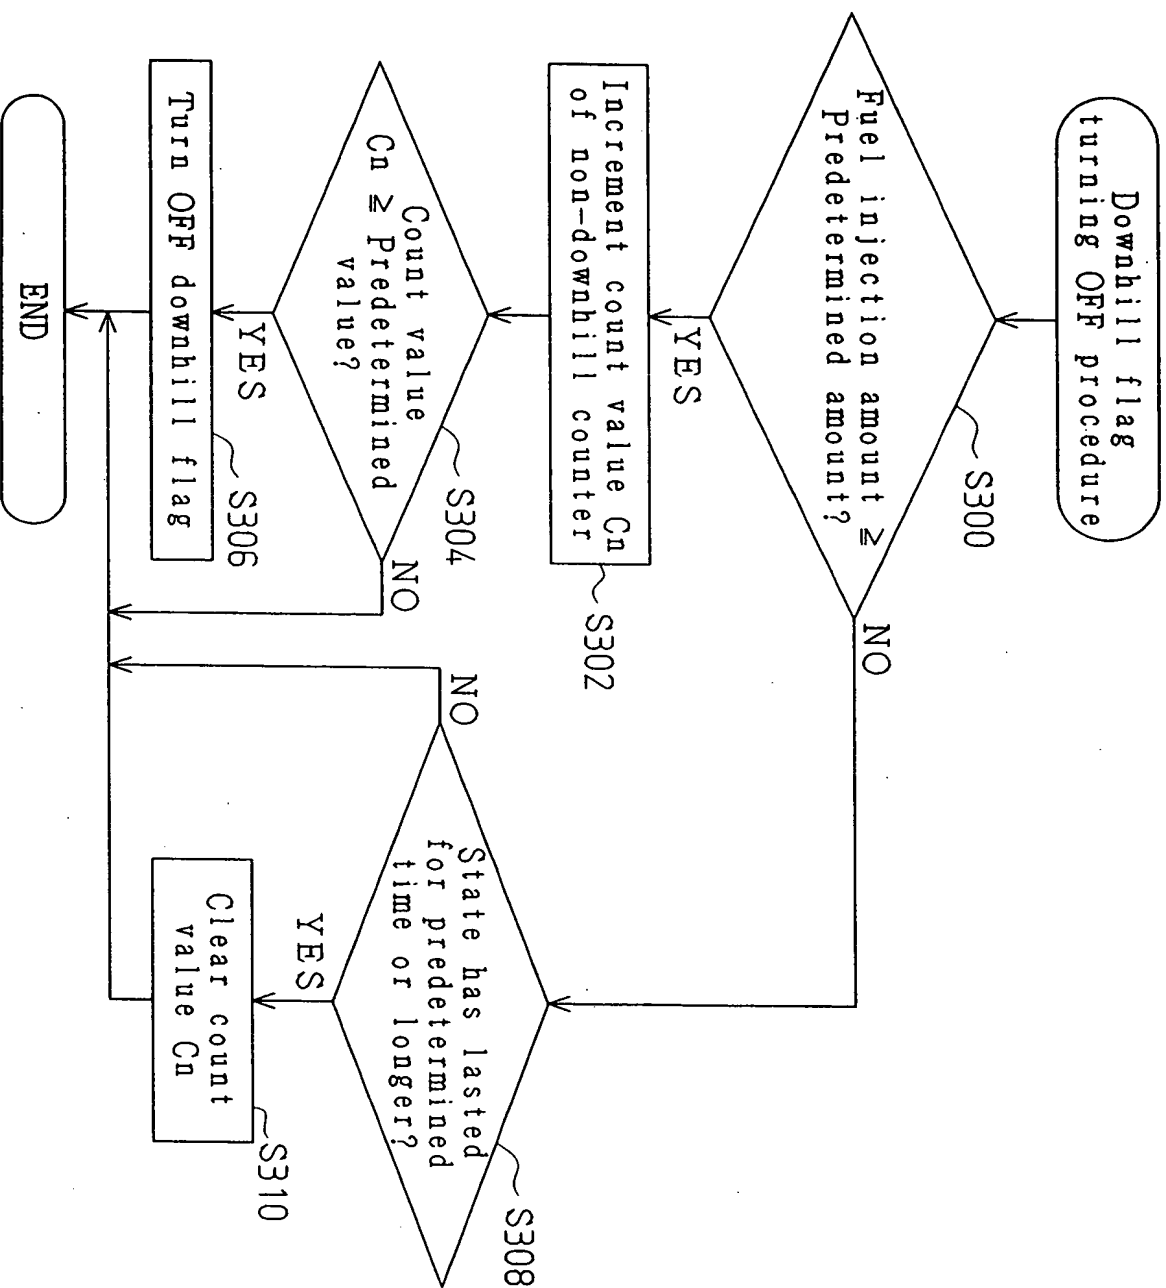 Downhill flag
turning OFF procedure
Fuel injection amount ≧
Predetermined amount?
S300
NO
YES
Increment count value Cn
of non-downhill counter
S302
Count value
Cn ≧ Predetermined
value?
S304
NO
YES
Turn OFF downhill flag
S306
State has lasted
for predetermined
time or longer?
S308
NO
YES
Clear count
value Cn
S310
END